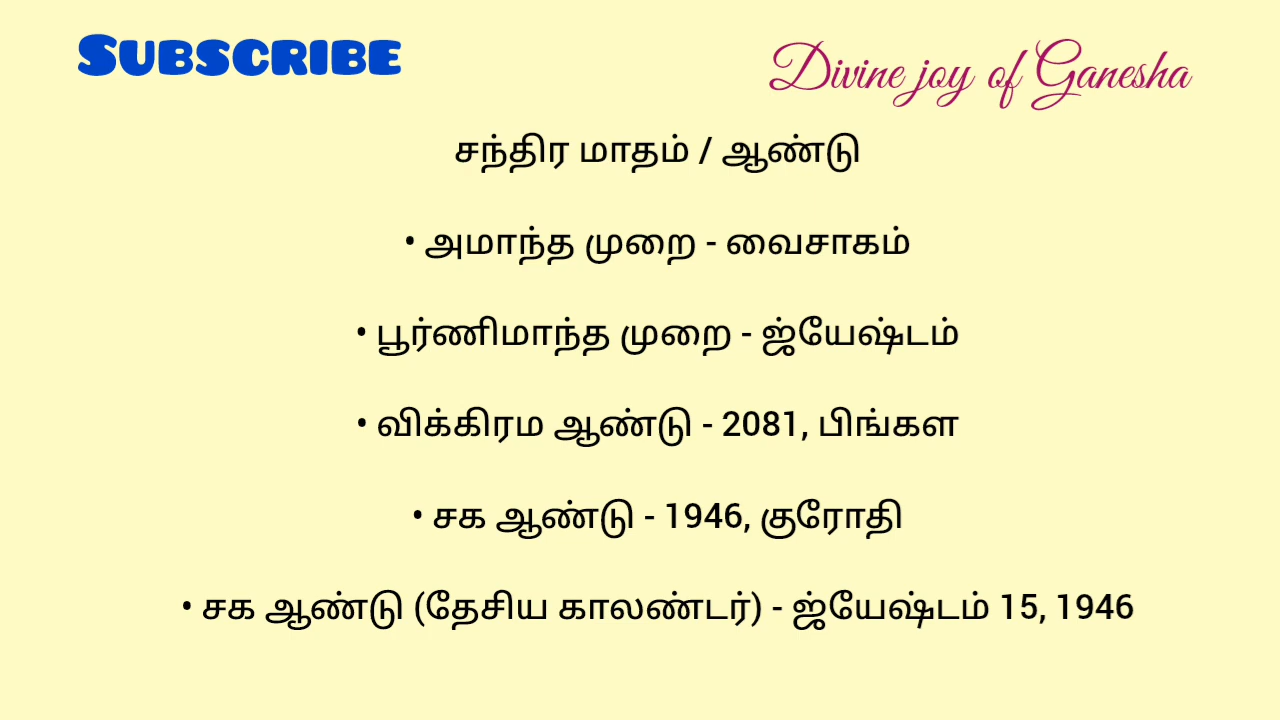 SUBSCRIBE
Divine joy of Ganesha
சந்திர மாதம் / ஆண்டு
• அமாந்த முறை - வைசாகம்
• பூர்ணிமாந்த முறை - ஜ்யேஷ்டம்
• விக்கிரம ஆண்டு - 2081, பிங்கள
• சக ஆண்டு - 1946, குரோதி
• சக ஆண்டு (தேசிய காலண்டர்) - ஜ்யேஷ்டம் 15, 1946